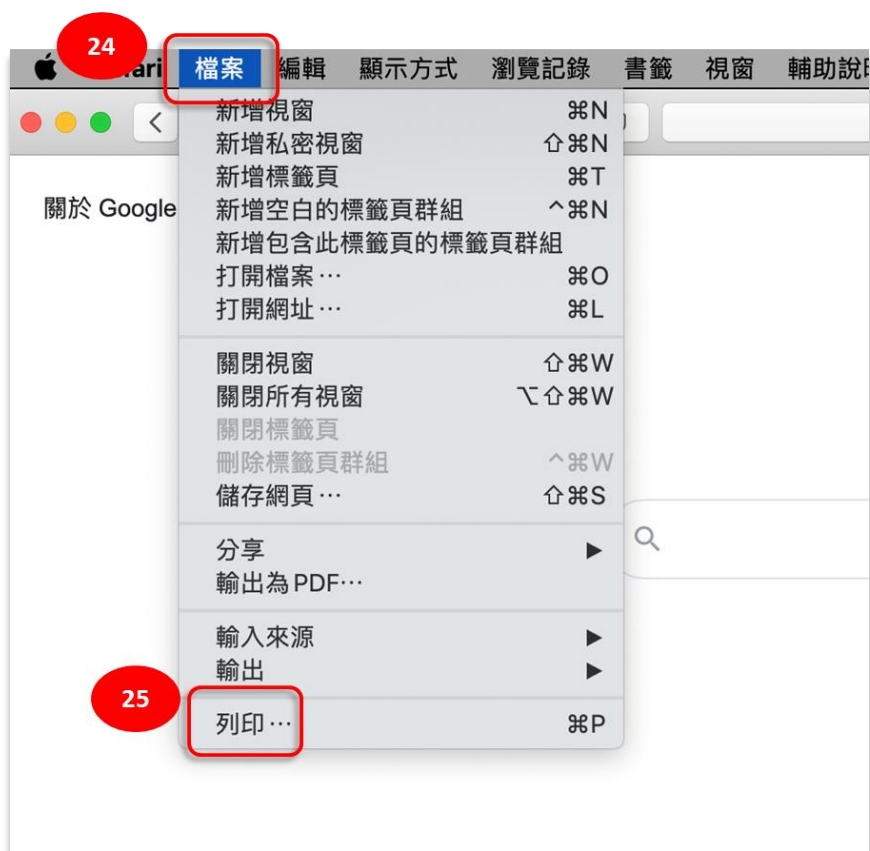 24
檔案 編輯 顯示方式 瀏覽記錄 書籤 視窗
關於 Google
新增視窗 ⌘N
新增私密視窗 ⇧⌘N
新增標籤頁 ⌘T
新增空白的標籤頁群組 ^⌘N
新增包含此標籤頁的標籤頁群組
打開檔案⋯ ⌘O
打開網址⋯ ⌘L
關閉視窗 ⇧⌘W
關閉所有視窗 ⌥⇧⌘W
關閉標籤頁
刪除標籤頁群組 ^⌘W
儲存網頁⋯ ⇧⌘S
分享 ▶
輸出為 PDF⋯
輸入來源 ▶
輸出 ▶
25
列印⋯ ⌘P